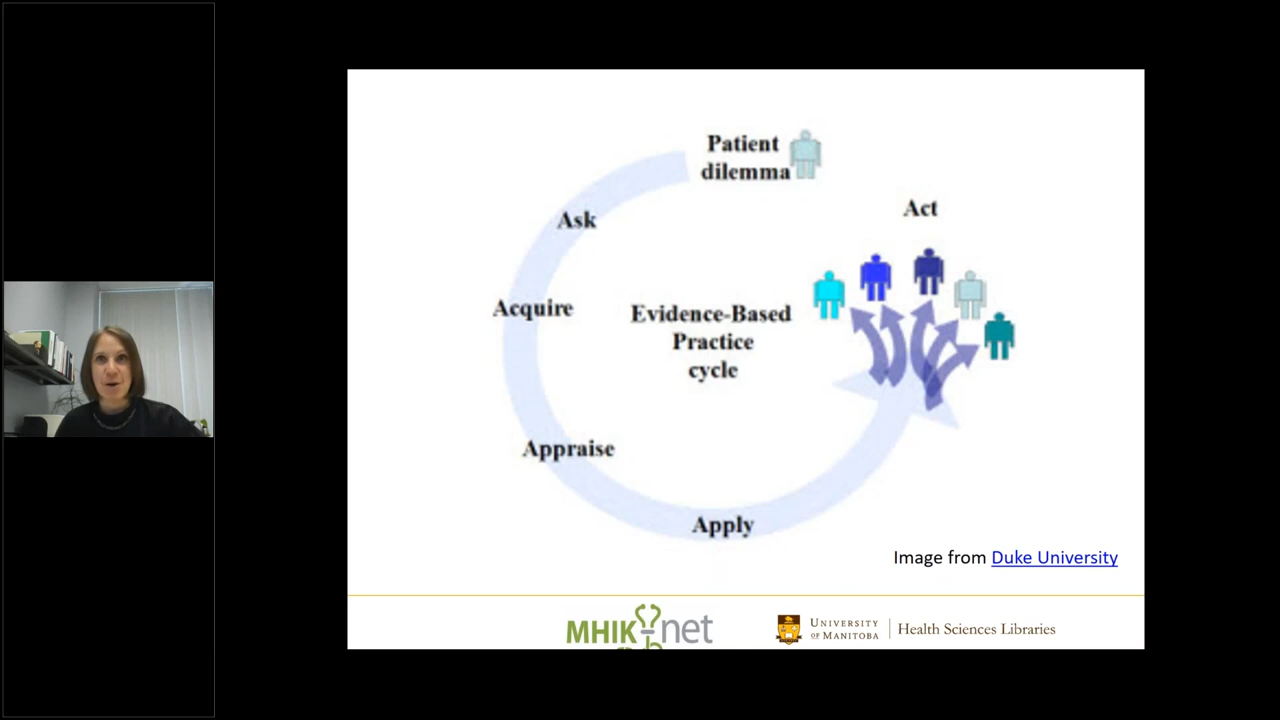 Patient
dilemma
Ask
Act
Acquire
Evidence-Based
Practice
cycle
Appraise
Apply
Image from Duke University
MHIK-net
UNIVERSITY
OF MANITOBA
Health Sciences Libraries